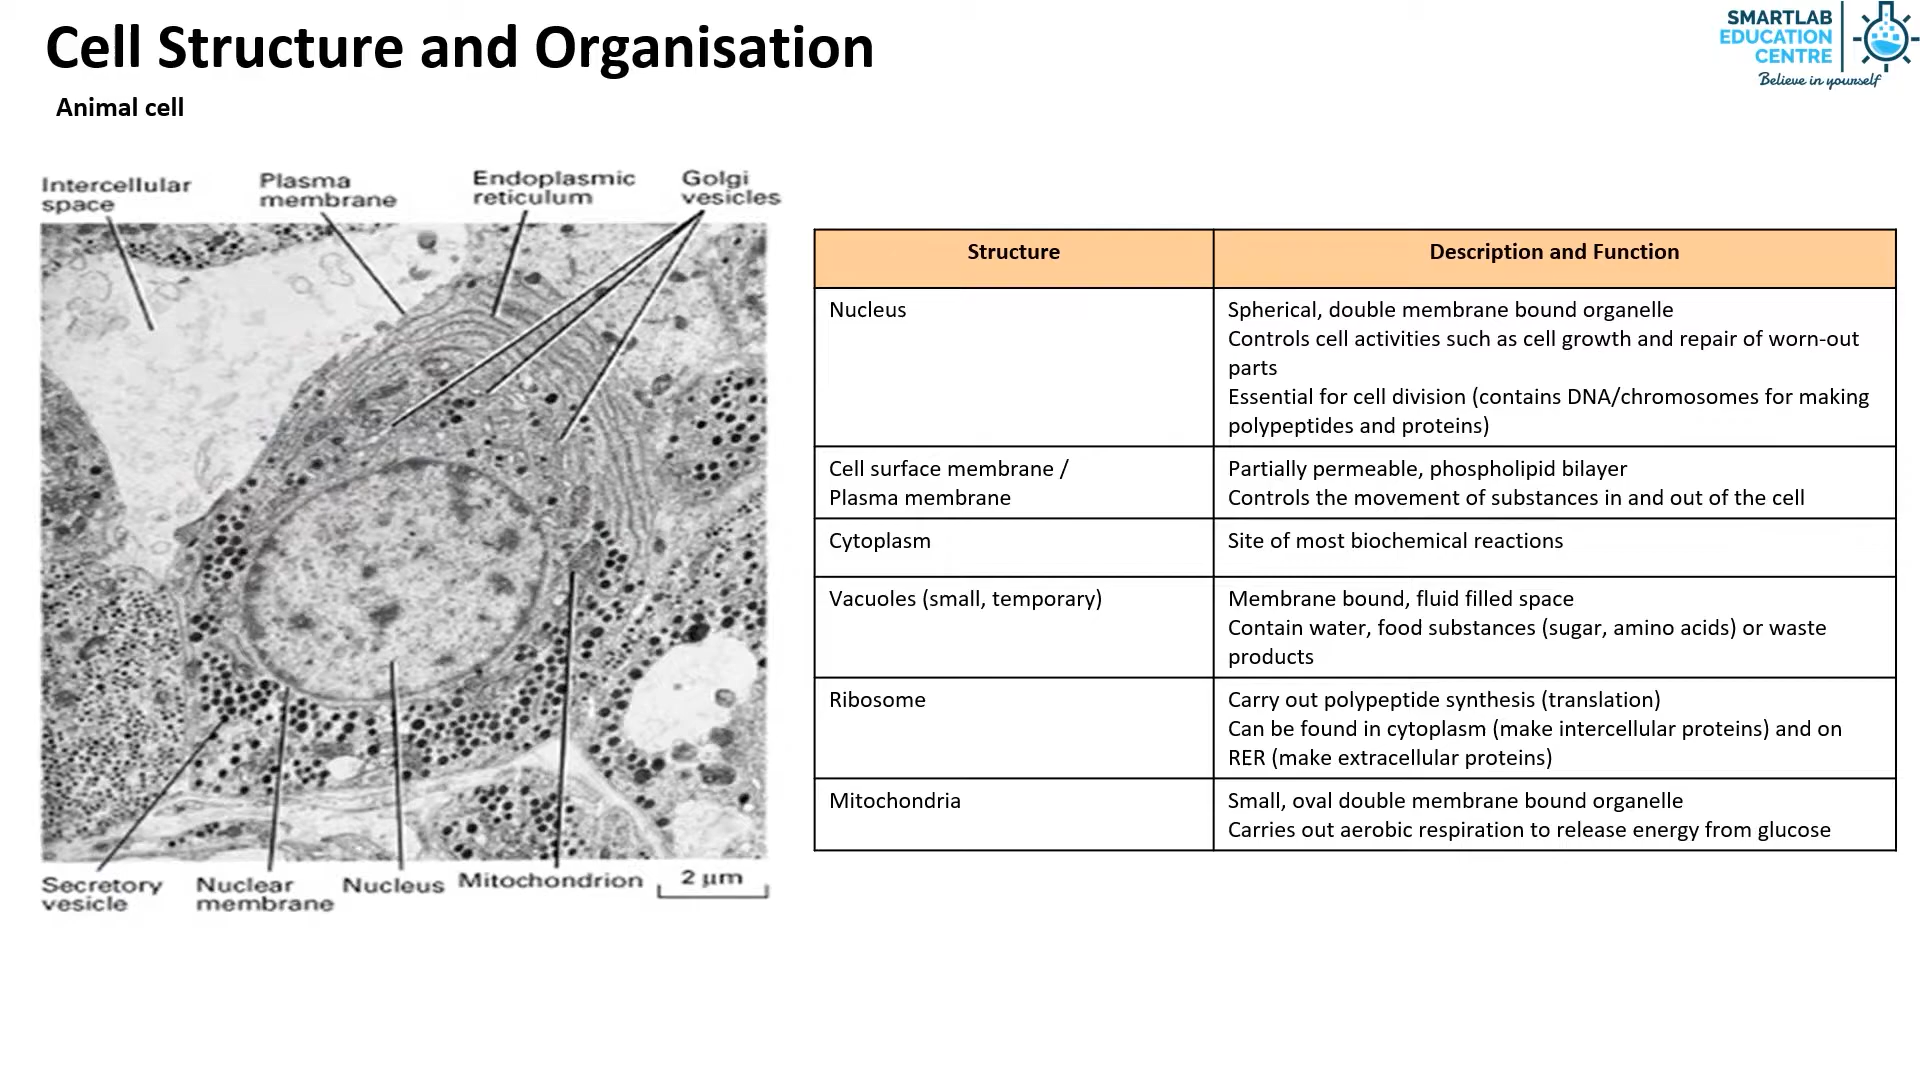 Cell Structure and Organisation
SMARTLAB
EDUCATION
CENTRE
Believe in yourself
Animal cell
Intercellular
space
Plasma
membrane
Endoplasmic
reticulum
Golgi
vesicles
Secretory
vesicle
Nuclear
membrane
Nucleus
Mitochondrion
2 μm
Structure
Description and Function
Nucleus
Spherical, double membrane bound organelle
Controls cell activities such as cell growth and repair of worn-out
parts
Essential for cell division (contains DNA/chromosomes for making
polypeptides and proteins)
Cell surface membrane /
Plasma membrane
Partially permeable, phospholipid bilayer
Controls the movement of substances in and out of the cell
Cytoplasm
Site of most biochemical reactions
Vacuoles (small, temporary)
Membrane bound, fluid filled space
Contain water, food substances (sugar, amino acids) or waste
products
Ribosome
Carry out polypeptide synthesis (translation)
Can be found in cytoplasm (make intercellular proteins) and on
RER (make extracellular proteins)
Mitochondria
Small, oval double membrane bound organelle
Carries out aerobic respiration to release energy from glucose